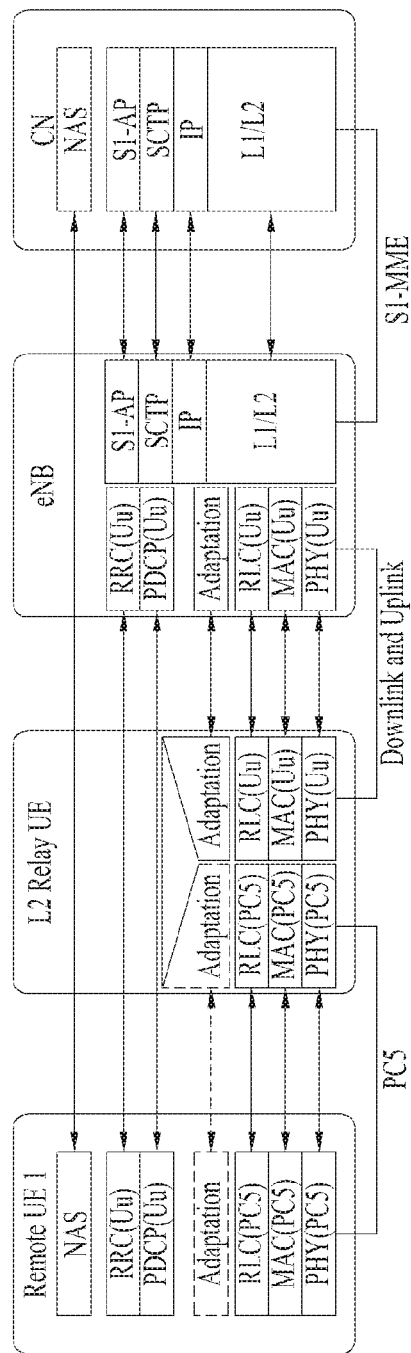 Remote UE 1
NAS
RRC(Uu)
PDCP(Uu)
Adaptation
RLC(PC5)
MAC(PC5)
PHY(PC5)
PC5
L2 Relay UE
Adaptation
RLC(PC5)
MAC(PC5)
PHY(PC5)
Adaptation
RLC(Uu)
MAC(Uu)
PHY(Uu)
Downlink and Uplink
eNB
RRC(Uu)
PDCP(Uu)
Adaptation
RLC(Uu)
MAC(Uu)
PHY(Uu)
S1-AP
SCTP
IP
L1/L2
S1-MME
CN
NAS
S1-AP
SCTP
IP
L1/L2